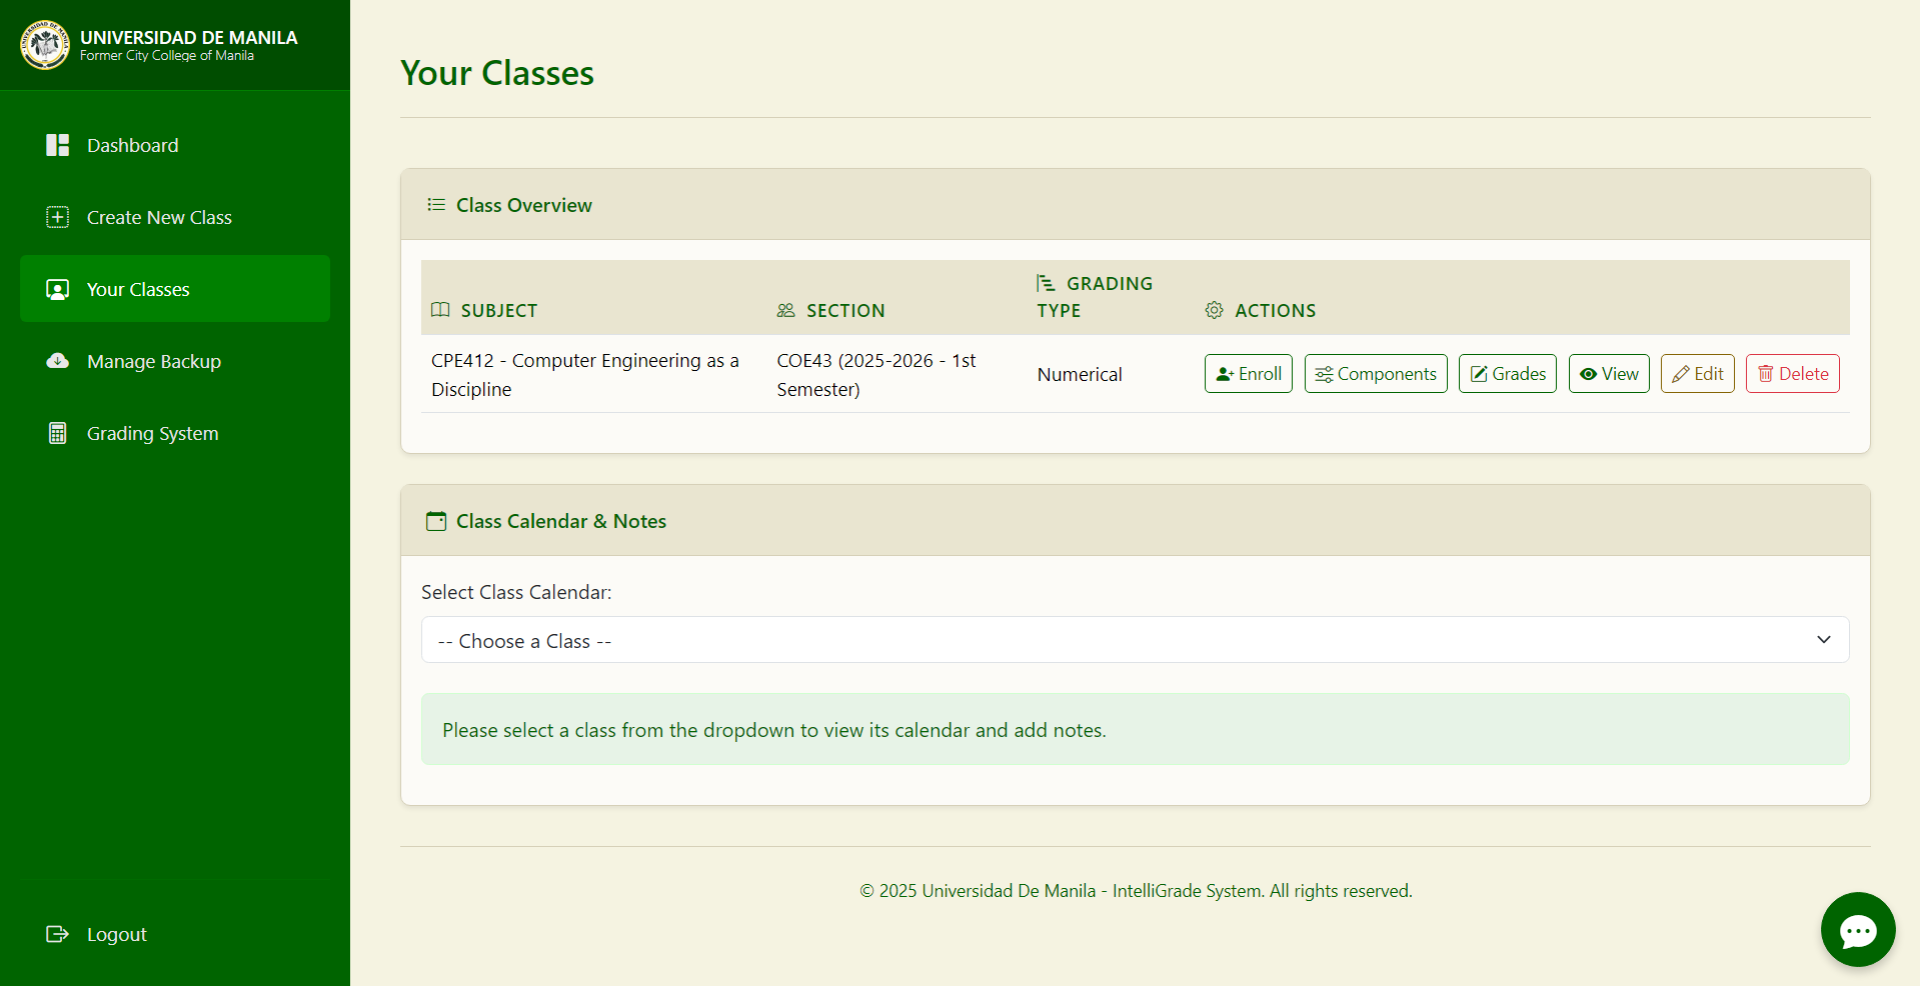 UNIVERSIDAD DE MANILA
Former City College of Manila
Dashboard
Create New Class
Your Classes
Manage Backup
Grading System
Logout
Your Classes
Class Overview
SUBJECT
SECTION
GRADING
TYPE
ACTIONS
CPE412 - Computer Engineering as a
Discipline
COE43 (2025-2026 - 1st
Semester)
Numerical
Enroll
Components
Grades
View
Edit
Delete
Class Calendar & Notes
Select Class Calendar:
-- Choose a Class --
Please select a class from the dropdown to view its calendar and add notes.
© 2025 Universidad De Manila - IntelliGrade System. All rights reserved.